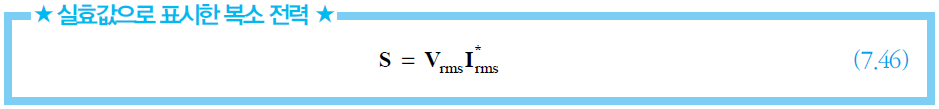 ★ 실효값으로 표시한 복소 전력 ★
S = V_rms I*_rms (7.46)